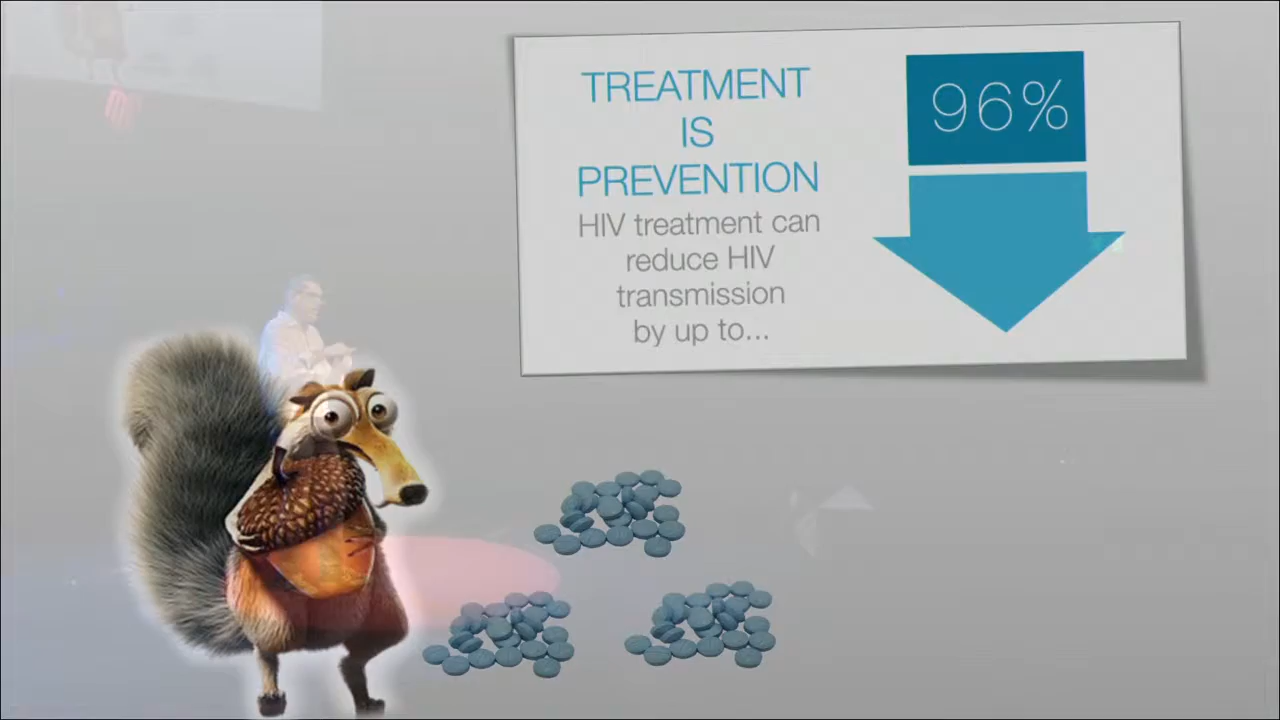 TREATMENT
IS
PREVENTION
HIV treatment can
reduce HIV
transmission
by up to...
96%